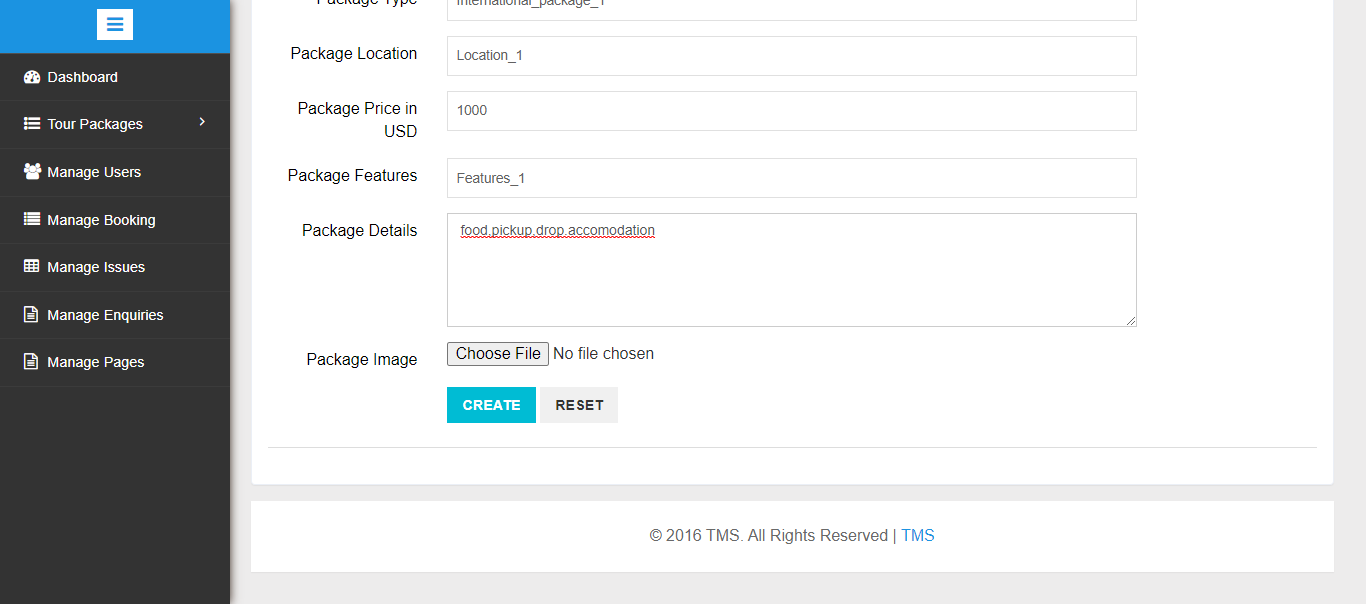 Package Type
International_package_1
Dashboard
Package Location
Location_1
Tour Packages
Package Price in
USD
1000
Manage Users
Package Features
Features_1
Manage Booking
Package Details
food,pickup,drop,accomodation
Manage Issues
Manage Enquiries
Manage Pages
Package Image
Choose File No file chosen
CREATE RESET
© 2016 TMS. All Rights Reserved | TMS